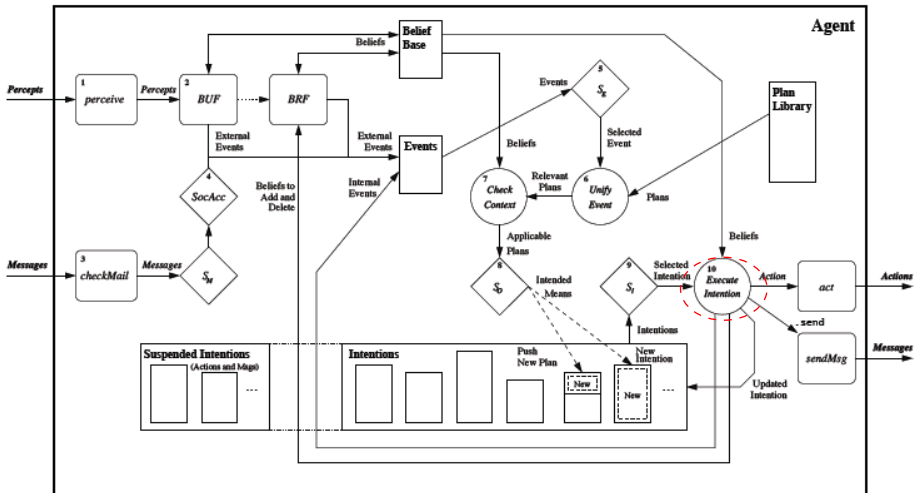 Agent
Belief
Base
Beliefs
Percepts
1
perceive
Percepts
2
BUF
BRF
Events
5
S_E
Plan
Library
External
Events
External
Events
Events
Beliefs
Selected
Event
4
SocAcc
Beliefs to
Add and
Delete
Internal
Events
7
Check
Context
Relevant
Plans
6
Unify
Event
Plans
Messages
3
checkMail
Messages
S_M
Applicable
Plans
8
S_O
Intended
Means
9
S_I
Selected
Intention
Beliefs
10
Execute
Intention
Action
act
Actions
.send
sendMsg
Messages
Intentions
Suspended Intentions
(Actions and Msgs)
...
Intentions
Push
New Plan
New
New
Intention
New
...
Updated
Intention